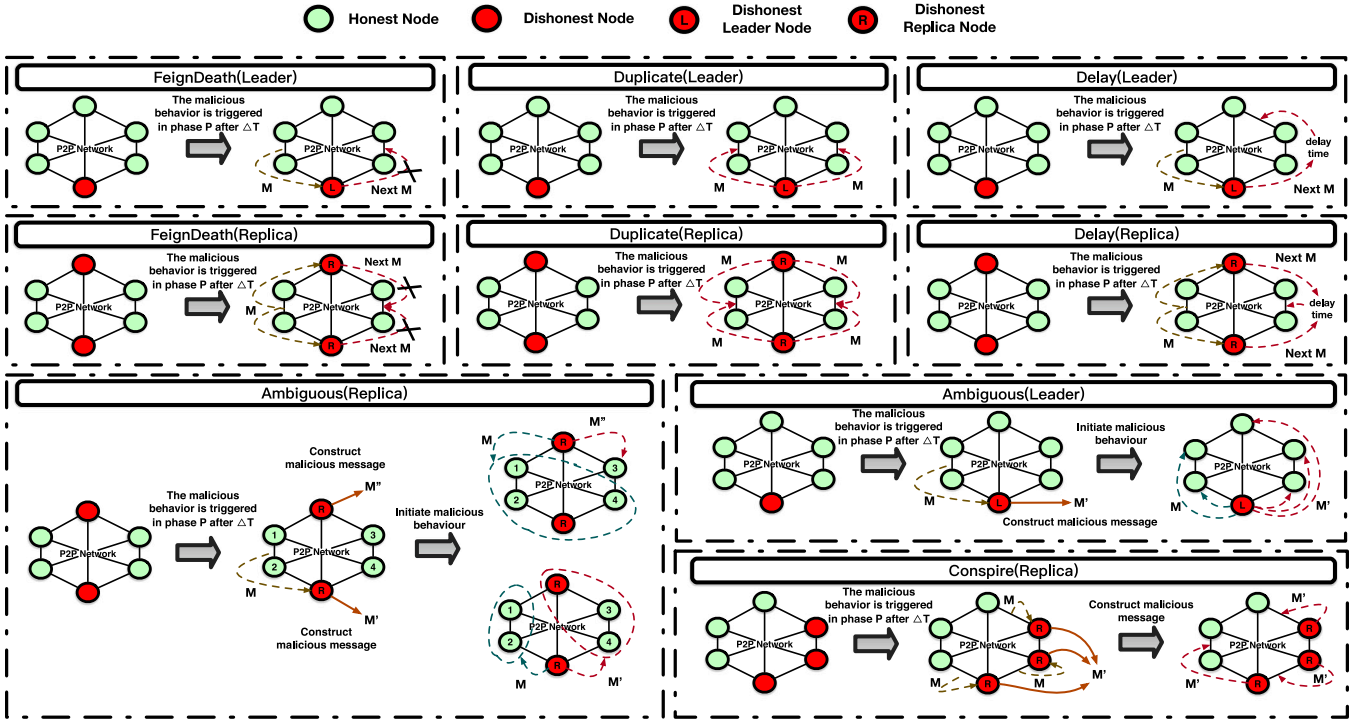 Honest Node
Dishonest Node
L
Dishonest
Leader Node
R
Dishonest
Replica Node
FeignDeath(Leader)
P2P Network
The malicious
behavior is triggered
in phase P after △T
P2P Network
M
L
Next M
Duplicate(Leader)
P2P Network
The malicious
behavior is triggered
in phase P after △T
P2P Network
M
L
M
Delay(Leader)
P2P Network
The malicious
behavior is triggered
in phase P after △T
P2P Network
delay
time
M
L
Next M
FeignDeath(Replica)
P2P Network
The malicious
behavior is triggered
in phase P after △T
R
Next M
P2P Network
M
R
Next M
Duplicate(Replica)
P2P Network
The malicious
behavior is triggered
in phase P after △T
M
R
M
P2P Network
M
R
M
Delay(Replica)
P2P Network
The malicious
behavior is triggered
in phase P after △T
R
Next M
P2P Network
delay
time
M
R
Next M
Ambiguous(Replica)
P2P Network
The malicious
behavior is triggered
in phase P after △T
Construct
malicious message
M"
R
1
3
P2P Network
2
4
M
R
M'
Construct
malicious message
Initiate malicious
behaviour
M
R
M"
1
3
P2P Network
2
4
R
R
1
3
P2P Network
2
4
M
R
M'
Ambiguous(Leader)
P2P Network
The malicious
behavior is triggered
in phase P after △T
P2P Network
M
L
M'
Construct malicious message
Initiate malicious
behaviour
P2P Network
M
L
M'
Conspire(Replica)
P2P Network
The malicious
behavior is triggered
in phase P after △T
M
R
P2P Network
R
M
R
M
M'
Construct malicious
message
M'
R
P2P Network
R
M'
R
M'